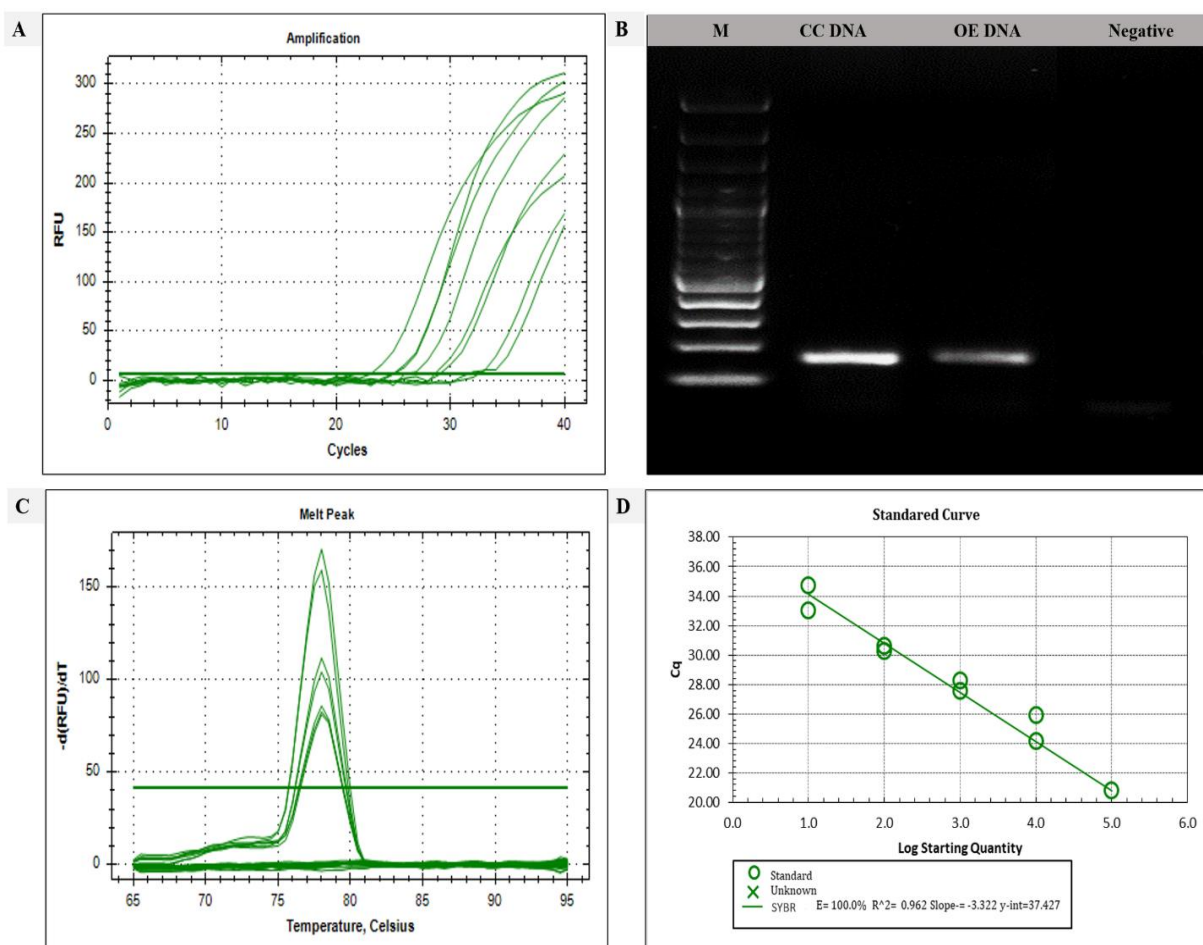 A
Amplification
RFU
300
250
200
150
100
50
0
0 10 20 30 40
Cycles
B
M CC DNA OE DNA Negative
C
Melt Peak
-d(RFU)/dT
150
100
50
0
65 70 75 80 85 90 95
Temperature, Celsius
D
Standared Curve
Cq
38.00
36.00
34.00
32.00
30.00
28.00
26.00
24.00
22.00
20.00
0.0 1.0 2.0 3.0 4.0 5.0 6.0
Log Starting Quantity
Standard
Unknown
SYBR E= 100.0% R^2= 0.962 Slope-= -3.322 y-int=37.427